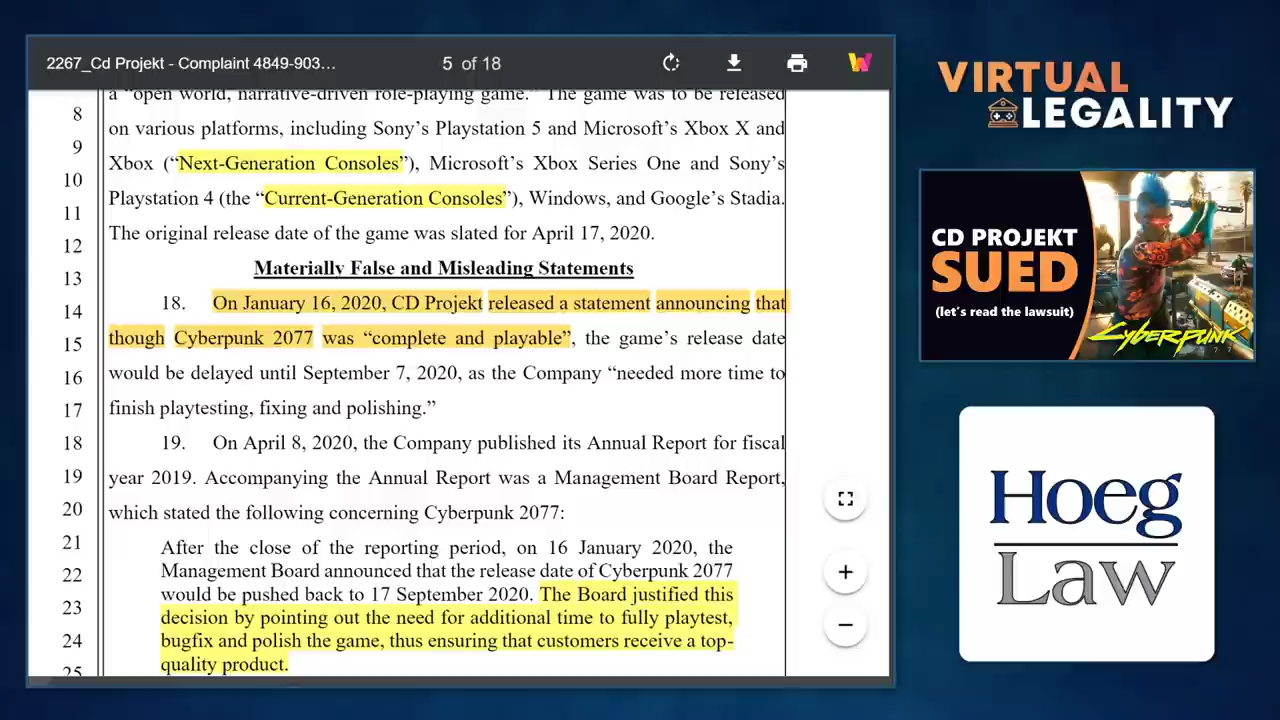 2267_Cd Projekt - Complaint 4849-903...
5 of 18
a “open world, narrative-driven role-playing game.” The game was to be released
8
on various platforms, including Sony’s Playstation 5 and Microsoft’s Xbox X and
9
Xbox (“Next-Generation Consoles”), Microsoft’s Xbox Series One and Sony’s
10
Playstation 4 (the “Current-Generation Consoles”), Windows, and Google’s Stadia.
11
The original release date of the game was slated for April 17, 2020.
12
Materially False and Misleading Statements
13
18. On January 16, 2020, CD Projekt released a statement announcing that
14
though Cyberpunk 2077 was “complete and playable”, the game’s release date
15
would be delayed until September 7, 2020, as the Company “needed more time to
16
finish playtesting, fixing and polishing.”
17
18
19. On April 8, 2020, the Company published its Annual Report for fiscal
19
year 2019. Accompanying the Annual Report was a Management Board Report,
20
which stated the following concerning Cyberpunk 2077:
21
After the close of the reporting period, on 16 January 2020, the
22
Management Board announced that the release date of Cyberpunk 2077
would be pushed back to 17 September 2020. The Board justified this
23
decision by pointing out the need for additional time to fully playtest,
24
bugfix and polish the game, thus ensuring that customers receive a top-
25
quality product.
VIRTUAL
LEGALITY
CD PROJEKT
SUED
(let's read the lawsuit)
Cyberpunk
2077
Hoeg
Law